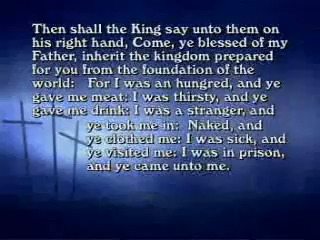 Then shall the King say unto them on
his right hand, Come, ye blessed of my
Father, inherit the kingdom prepared
for you from the foundation of the
world: For I was an hungred, and ye
gave me meat: I was thirsty, and ye
gave me drink: I was a stranger, and
ye took me in: Naked, and
ye clothed me: I was sick, and
ye visited me: I was in prison,
and ye came unto me.